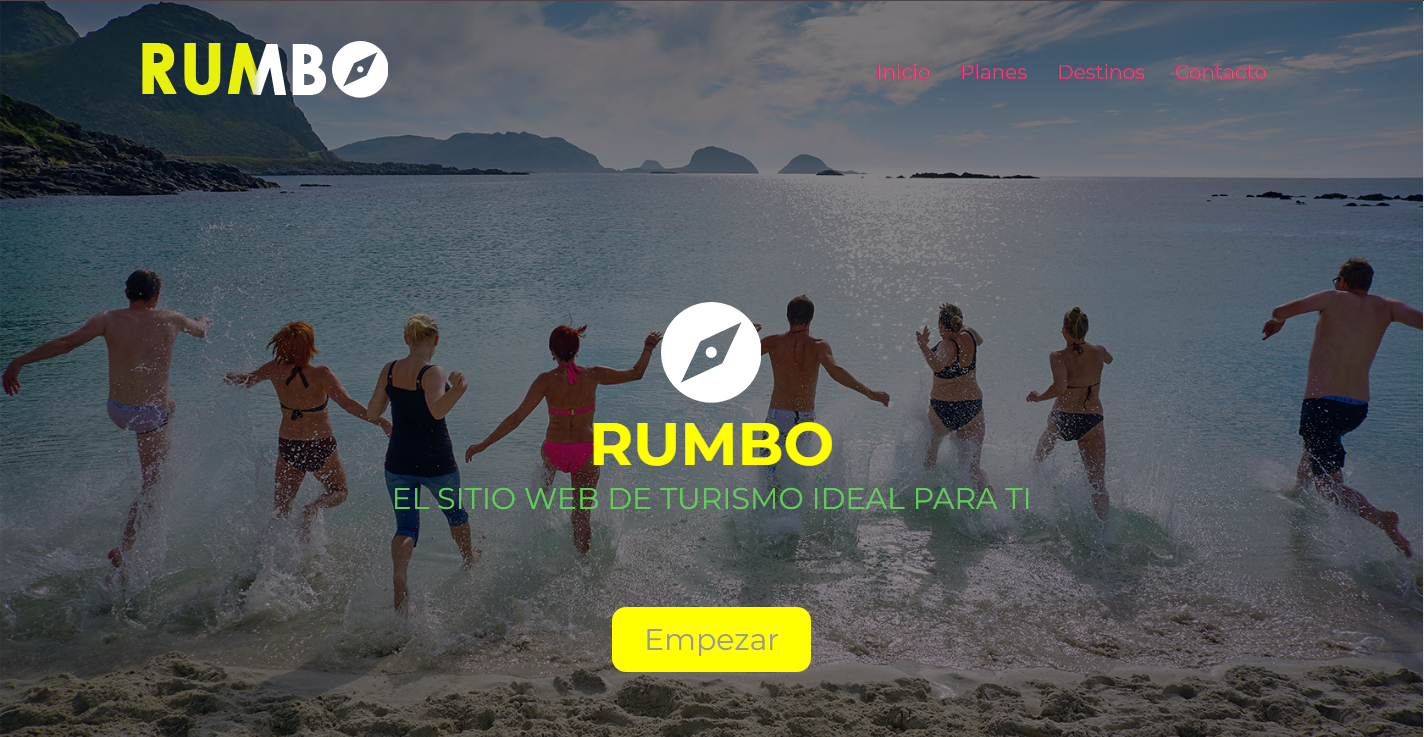 RUMBO
Inicio Planes Destinos Contacto
RUMBO
EL SITIO WEB DE TURISMO IDEAL PARA TI
Empezar